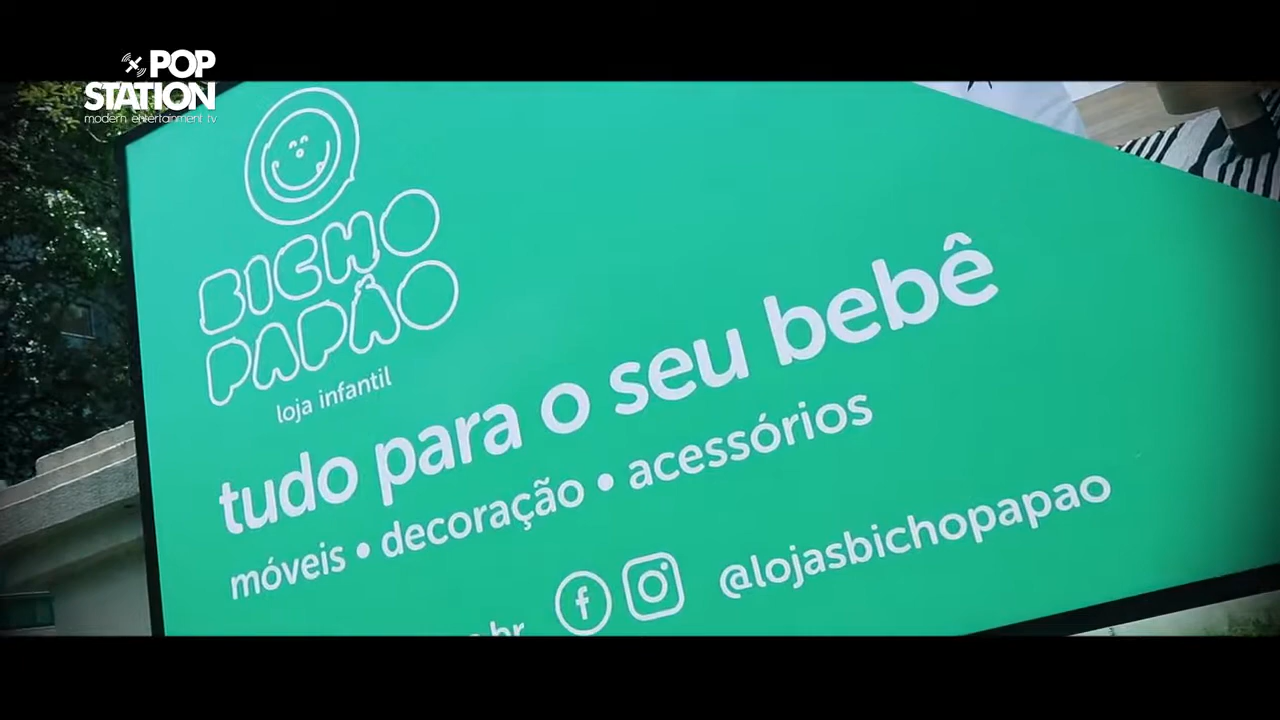 POP
STATION
modern entertainment tv
BICHO
PAPÃO
loja infantil
tudo para o seu bebê
móveis • decoração • acessórios
@lojasbichopapao